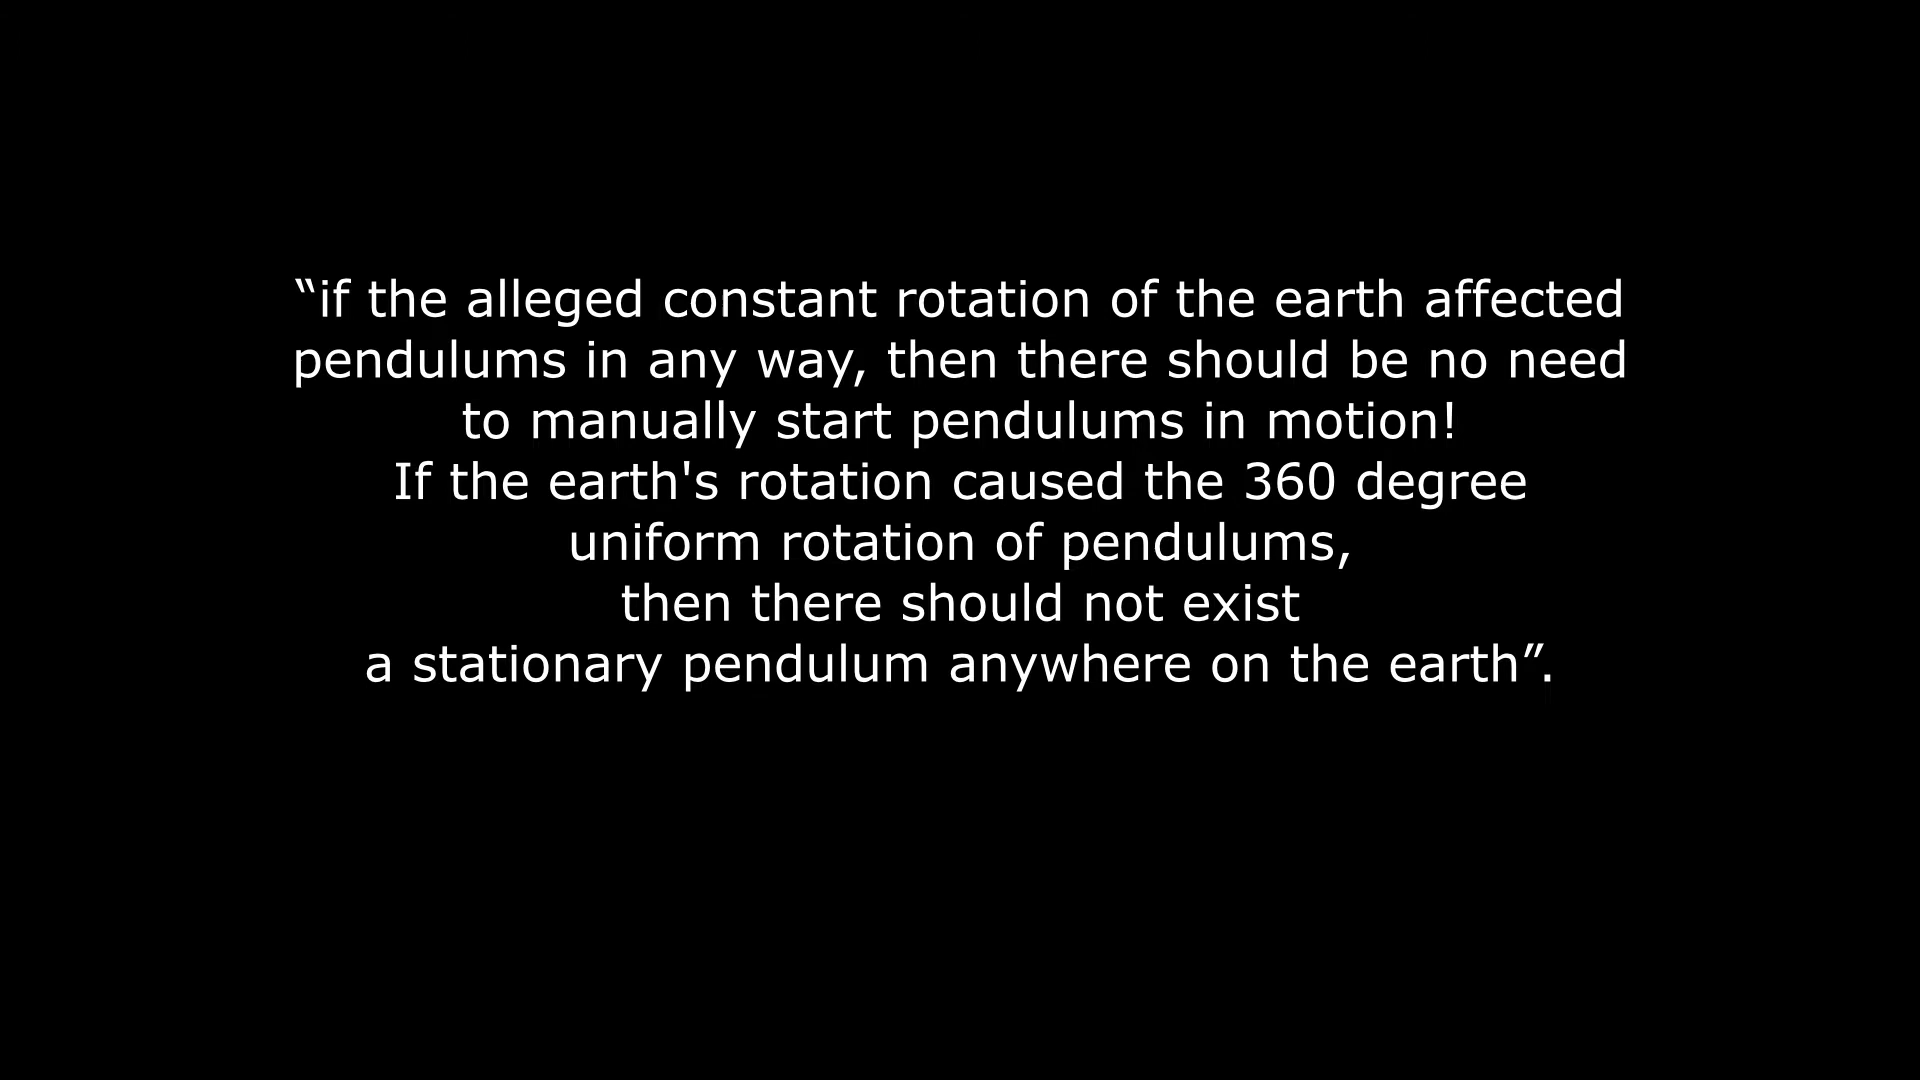 “if the alleged constant rotation of the earth affected
pendulums in any way, then there should be no need
to manually start pendulums in motion!
If the earth's rotation caused the 360 degree
uniform rotation of pendulums,
then there should not exist
a stationary pendulum anywhere on the earth”.